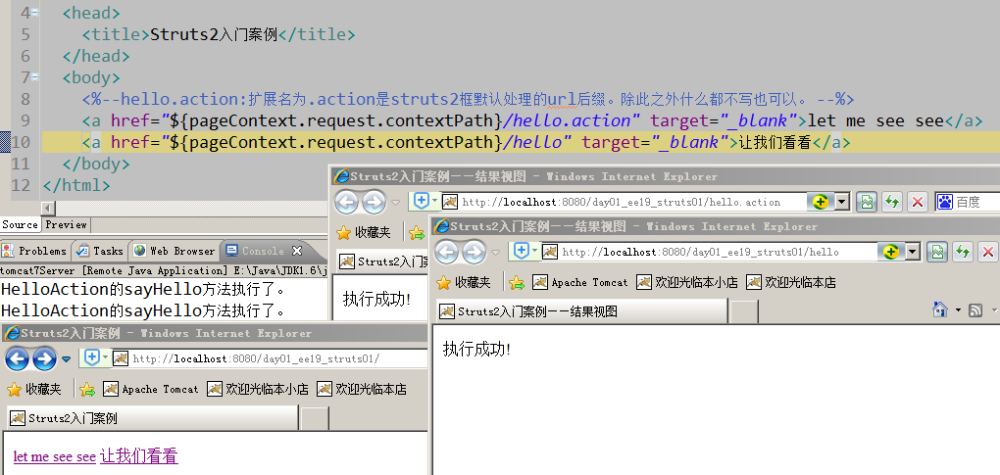 4 <head>
5 <title>Struts2入门案例</title>
6 </head>
7 <body>
8 <%--hello.action:扩展名为.action是struts2框默认处理的url后缀。除此之外什么都不写也可以。 --%>
9 <a href="${pageContext.request.contextPath}/hello.action" target="_blank">let me see see</a>
10 <a href="${pageContext.request.contextPath}/hello" target="_blank">让我们看看</a>
11 </body>
12 </html>
Source Preview
Problems Tasks Web Browser Console
tomcat7Server [Remote Java Application] E:\Java\JDK1.6\j
HelloAction的sayHello方法执行了。
HelloAction的sayHello方法执行了。
Struts2入门案例——结果视图 - Windows Internet Explorer
http://localhost:8080/day01_ee19_struts01/hello.action
百度
收藏夹
Struts2入门案
执行成功!
Struts2入门案例——结果视图 - Windows Internet Explorer
http://localhost:8080/day01_ee19_struts01/hello
收藏夹 Apache Tomcat 欢迎光临本小店 欢迎光临本店
Struts2入门案例——结果视图
执行成功!
Struts2入门案例 - Windows Internet Explorer
http://localhost:8080/day01_ee19_struts01/
收藏夹 Apache Tomcat 欢迎光临本小店 欢迎光临本店
Struts2入门案例
let me see see 让我们看看